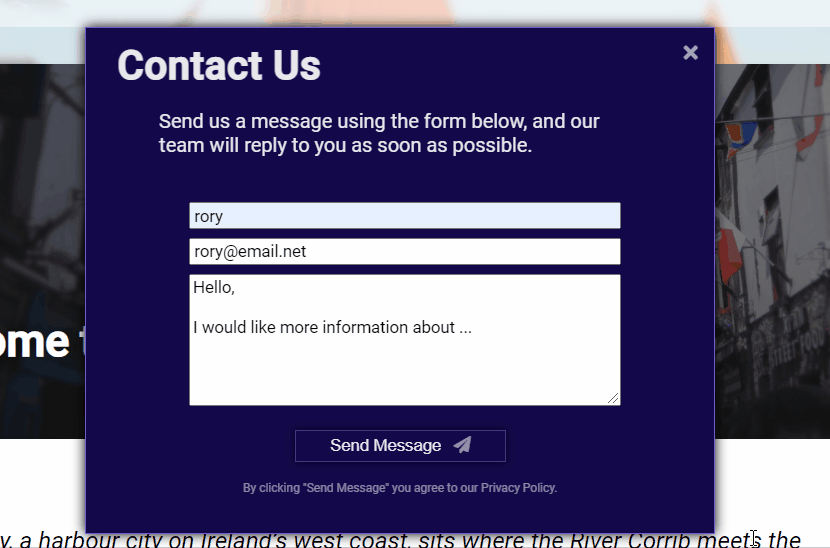 Contact Us
×
Send us a message using the form below, and our
team will reply to you as soon as possible.
rory
rory@email.net
Hello,
I would like more information about ...
ome
Send Message
By clicking "Send Message" you agree to our Privacy Policy.
y, a harbour city on Ireland's west coast, sits where the River Corrib meets the